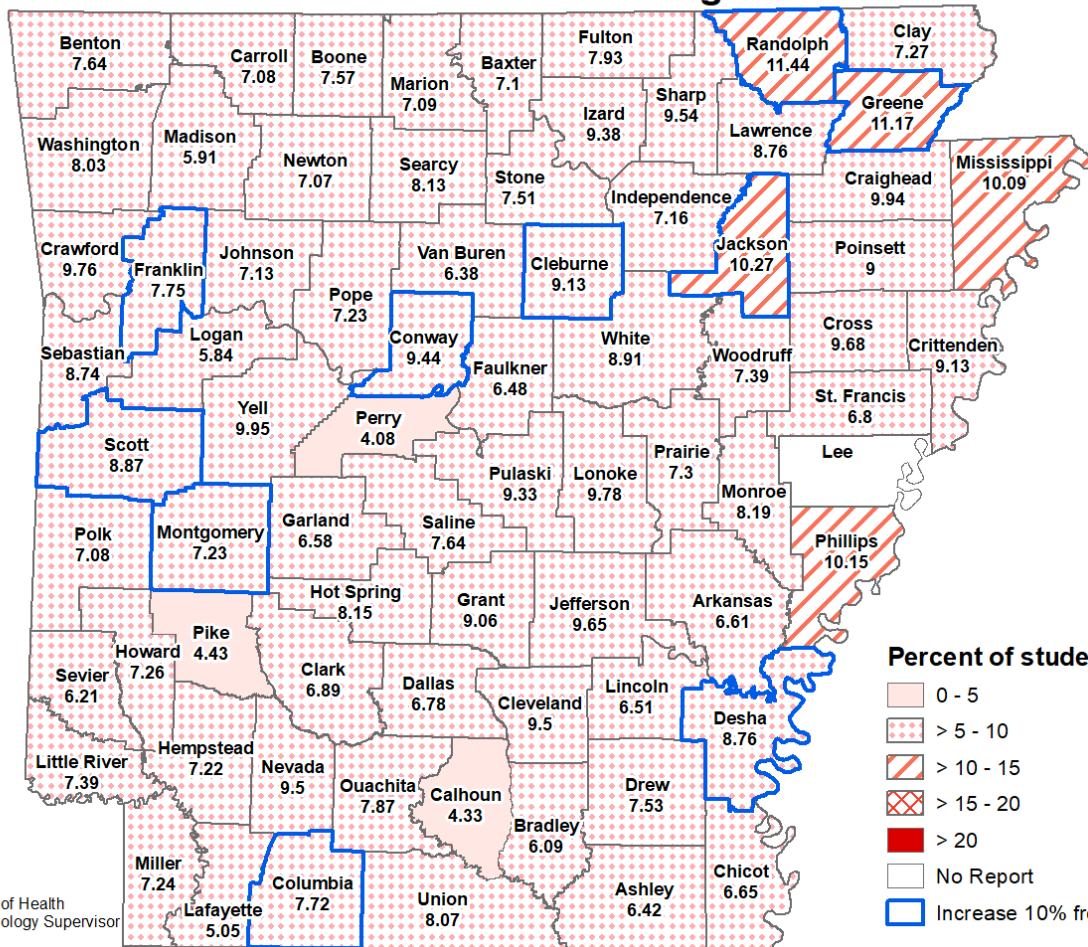 Benton
7.64
Carroll
7.08
Boone
7.57
Marion
7.09
Baxter
7.1
Fulton
7.93
Randolph
11.44
Clay
7.27
Greene
11.17
Izard
9.38
Sharp
9.54
Lawrence
8.76
Washington
8.03
Madison
5.91
Newton
7.07
Searcy
8.13
Stone
7.51
Independence
7.16
Craighead
9.94
Mississippi
10.09
Crawford
9.76
Franklin
7.75
Johnson
7.13
Pope
7.23
Van Buren
6.38
Cleburne
9.13
Jackson
10.27
Poinsett
9
Sebastian
8.74
Logan
5.84
Conway
9.44
Faulkner
6.48
White
8.91
Woodruff
7.39
Cross
9.68
Crittenden
9.13
St. Francis
6.8
Scott
8.87
Yell
9.95
Perry
4.08
Pulaski
9.33
Lonoke
9.78
Prairie
7.3
Monroe
8.19
Lee
Polk
7.08
Montgomery
7.23
Garland
6.58
Saline
7.64
Phillips
10.15
Hot Spring
8.15
Grant
9.06
Jefferson
9.65
Arkansas
6.61
Pike
4.43
Howard
7.26
Sevier
6.21
Clark
6.89
Dallas
6.78
Cleveland
9.5
Lincoln
6.51
Desha
8.76
Little River
7.39
Hempstead
7.22
Nevada
9.5
Ouachita
7.87
Calhoun
4.33
Bradley
6.09
Drew
7.53
Miller
7.24
Lafayette
5.05
Columbia
7.72
Union
8.07
Ashley
6.42
Chicot
6.65
Percent of stude
0 - 5
> 5 - 10
> 10 - 15
> 15 - 20
> 20
No Report
Increase 10% fr
of Health
ology Supervisor